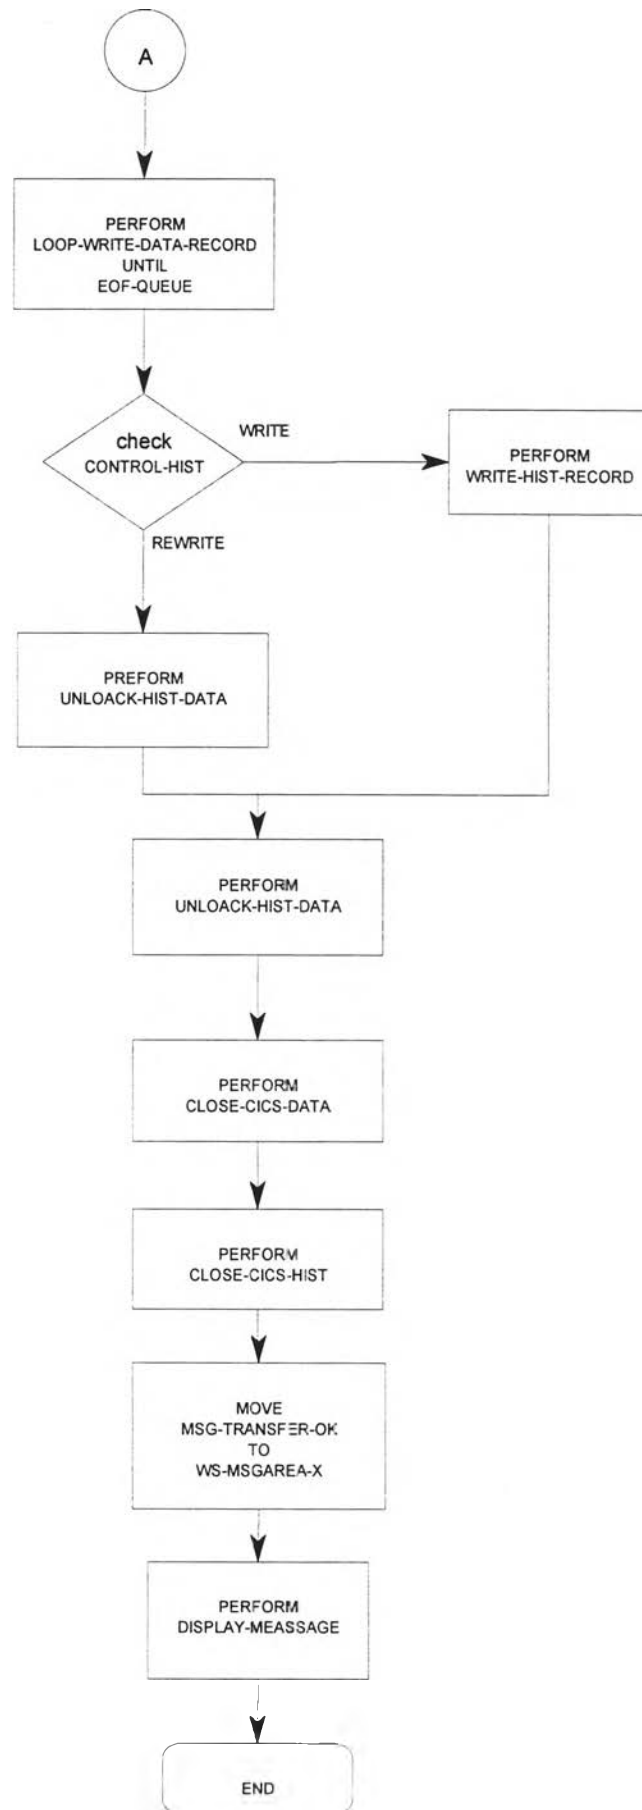 A
PERFORM
LOOP-WRITE-DATA-RECORD
UNTIL
EOF-QUEUE
check
CONTROL-HIST
WRITE
PERFORM
WRITE-HIST-RECORD
REWRITE
PREFORM
UNLOACK-HIST-DATA
PERFORM
UNLOACK-HIST-DATA
PERFORM
CLOSE-CICS-DATA
PERFORM
CLOSE-CICS-HIST
MOVE
MSG-TRANSFER-OK
TO
WS-MSGAREA-X
PERFORM
DISPLAY-MEASSAGE
END